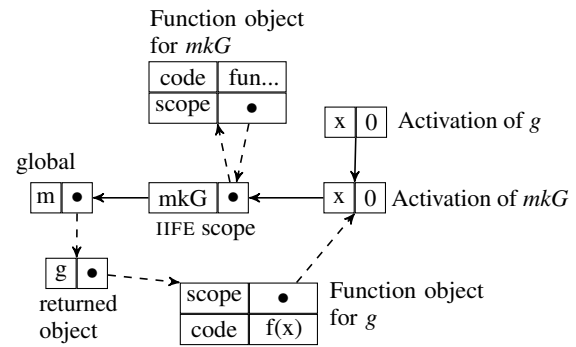 Function object
for mkG
code fun...
scope
x 0 Activation of g
global
m mkG x 0 Activation of mkG
IIFE scope
g
returned
object
scope
code f(x)
Function object
for g